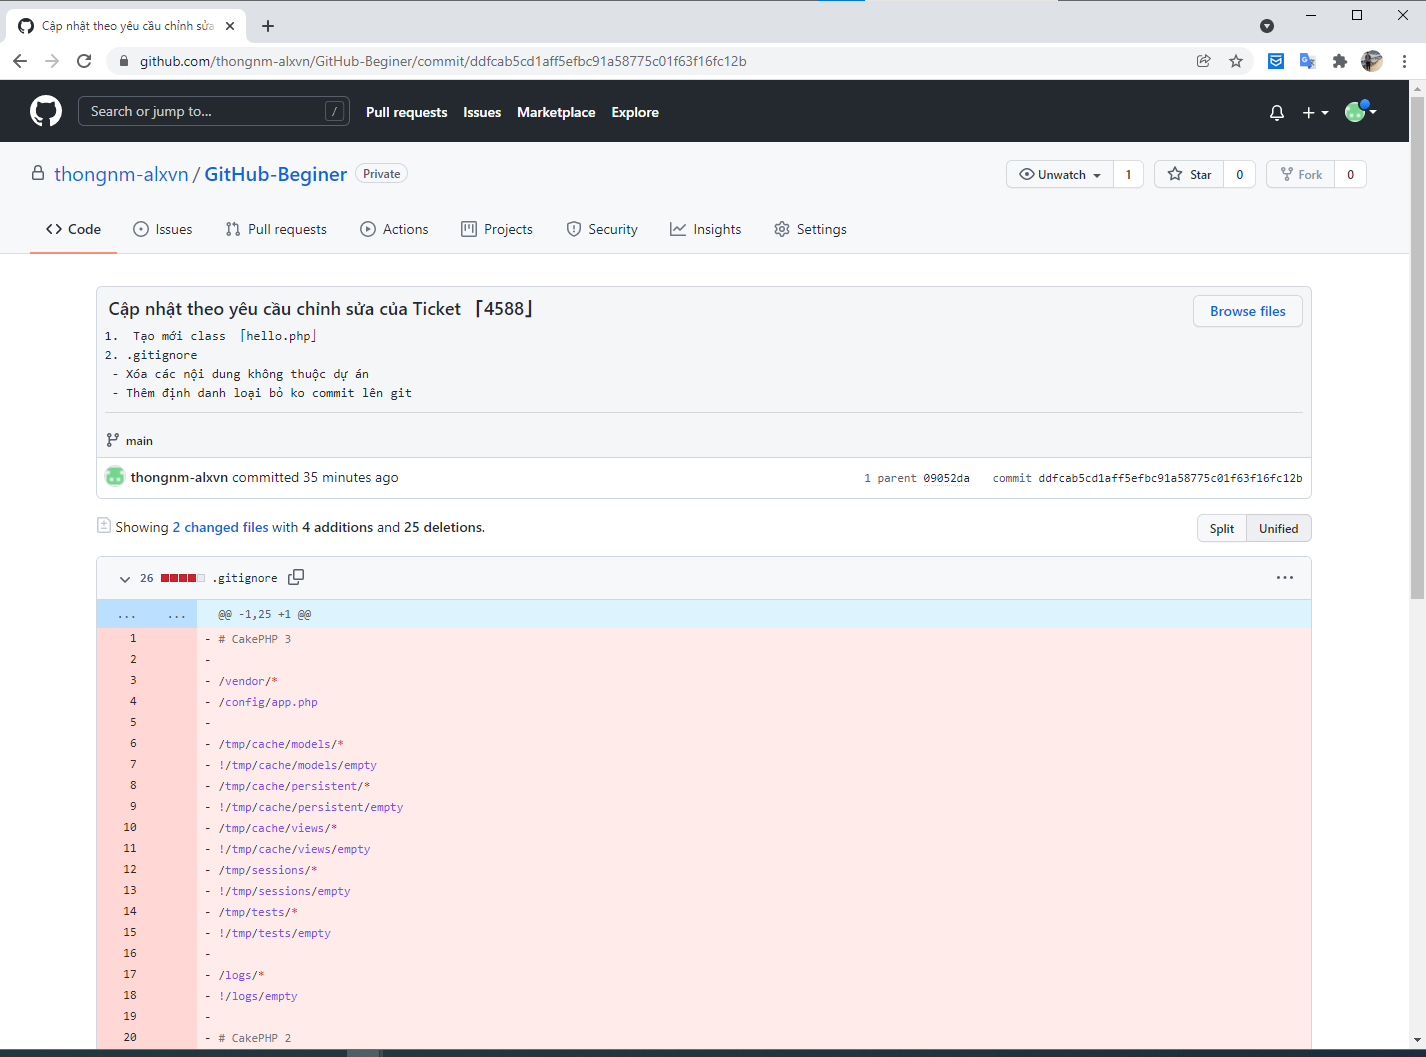 Cập nhật theo yêu cầu chỉnh sửa
github.com/thongnm-alxvn/GitHub-Beginer/commit/ddfcab5cd1aff5efbc91a58775c01f63f16fc12b
Search or jump to... / Pull requests Issues Marketplace Explore
thongnm-alxvn / GitHub-Beginer Private Unwatch 1 Star 0 Fork 0
Code Issues Pull requests Actions Projects Security Insights Settings
Cập nhật theo yêu cầu chỉnh sửa của Ticket ⌈4588⌋ Browse files
1. Tạo mới class ⌈hello.php⌋
2. .gitignore
- Xóa các nội dung không thuộc dự án
- Thêm định danh loại bỏ ko commit lên git
main
thongnm-alxvn committed 35 minutes ago 1 parent 09052da commit ddfcab5cd1aff5efbc91a58775c01f63f16fc12b
Showing 2 changed files with 4 additions and 25 deletions. Split Unified
26 .gitignore ...
... ... @@ -1,25 +1 @@
1 - # CakePHP 3
2 -
3 - /vendor/*
4 - /config/app.php
5 -
6 - /tmp/cache/models/*
7 - !/tmp/cache/models/empty
8 - /tmp/cache/persistent/*
9 - !/tmp/cache/persistent/empty
10 - /tmp/cache/views/*
11 - !/tmp/cache/views/empty
12 - /tmp/sessions/*
13 - !/tmp/sessions/empty
14 - /tmp/tests/*
15 - !/tmp/tests/empty
16 -
17 - /logs/*
18 - !/logs/empty
19 -
20 - # CakePHP 2